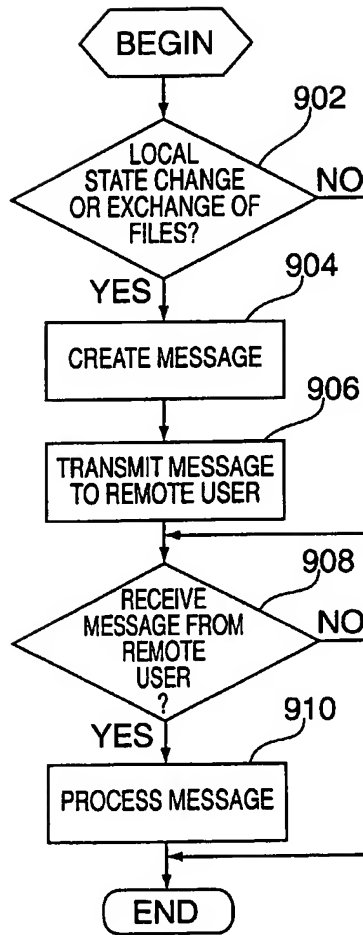 BEGIN
902
LOCAL
STATE CHANGE
OR EXCHANGE OF
FILES?
NO
YES
904
CREATE MESSAGE
906
TRANSMIT MESSAGE
TO REMOTE USER
908
RECEIVE
MESSAGE FROM
REMOTE
USER
?
NO
YES
910
PROCESS MESSAGE
END